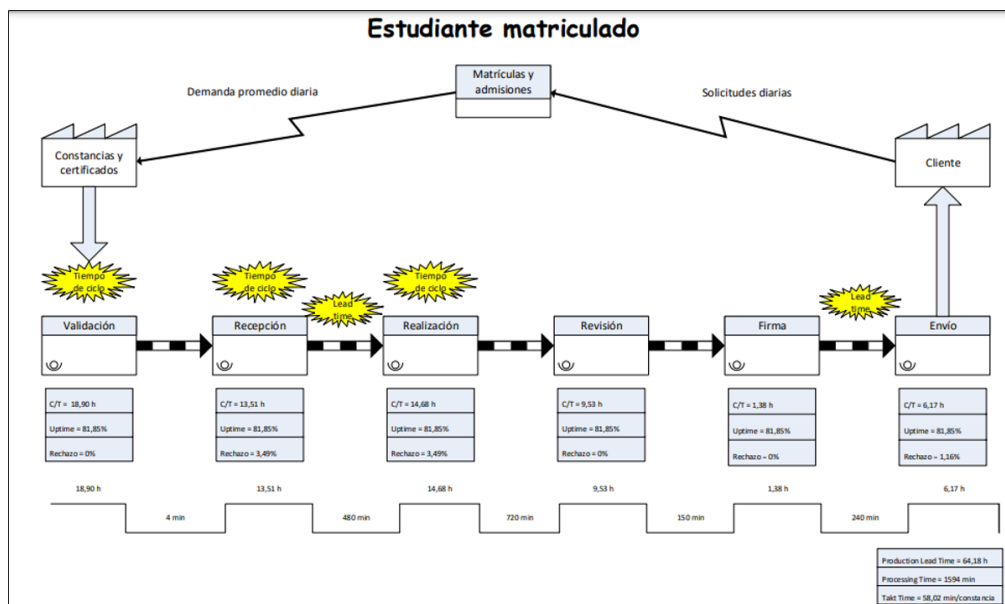 Estudiante matriculado
Matrículas y
admisiones
Demanda promedio diaria
Solicitudes diarias
Constancias y
certificados
Cliente
Tiempo
de ciclo
Tiempo
de ciclo
Tiempo
de ciclo
Lead
time
Lead
time
Validación
Recepción
Realización
Revisión
Firma
Envío
C/T = 18,90 h
Uptime = 81,85%
Rechazo = 0%
C/T = 13,51 h
Uptime = 81,85%
Rechazo = 3,49%
C/T = 14,68 h
Uptime = 81,85%
Rechazo = 3,49%
C/T = 9,53 h
Uptime = 81,85%
Rechazo = 0%
C/T = 1,38 h
Uptime = 81,85%
Rechazo = 0%
C/T = 6,17 h
Uptime = 81,85%
Rechazo = 1,16%
18,90 h
13,51 h
14,68 h
9,53 h
1,38 h
6,17 h
4 min
480 min
720 min
150 min
240 min
Production Lead Time = 64,18 h
Processing Time = 1594 min
Takt Time = 58,02 min/constancia